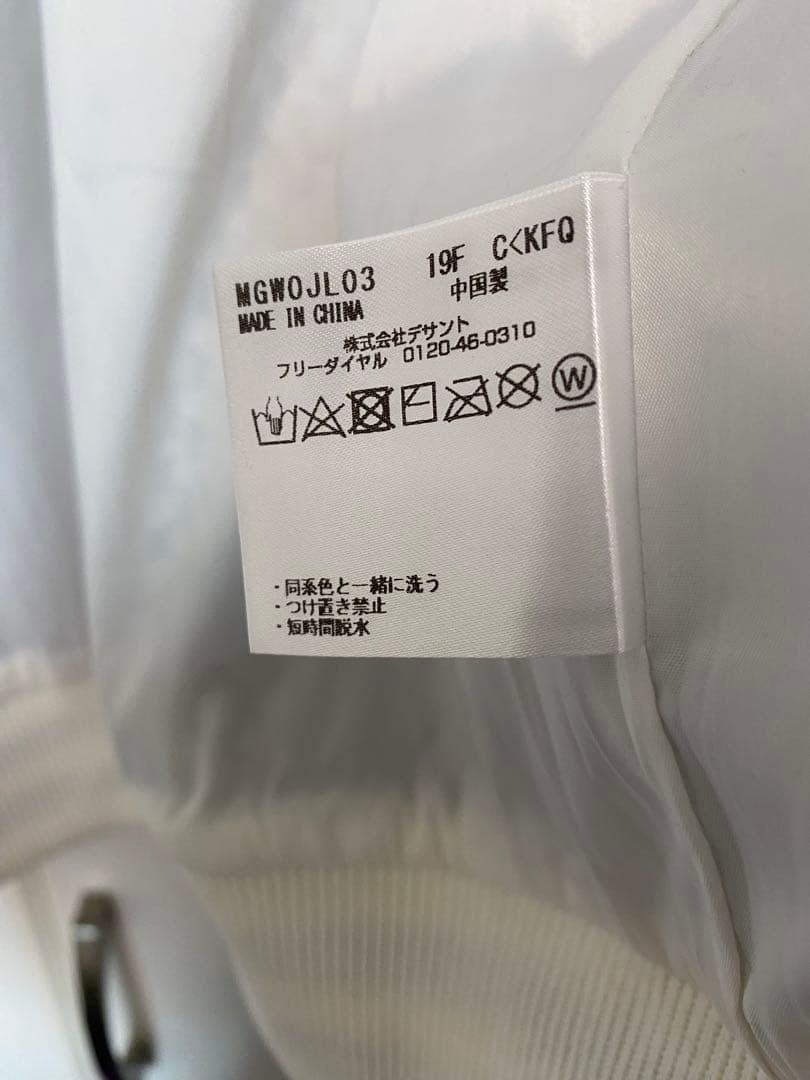 MGWOJL03 19F C<KFQ
MADE IN CHINA 中国製
株式会社デサント
フリーダイヤル 0120-46-0310
W
・同系色と一緒に洗う
・つけ置き禁止
・短時間脱水